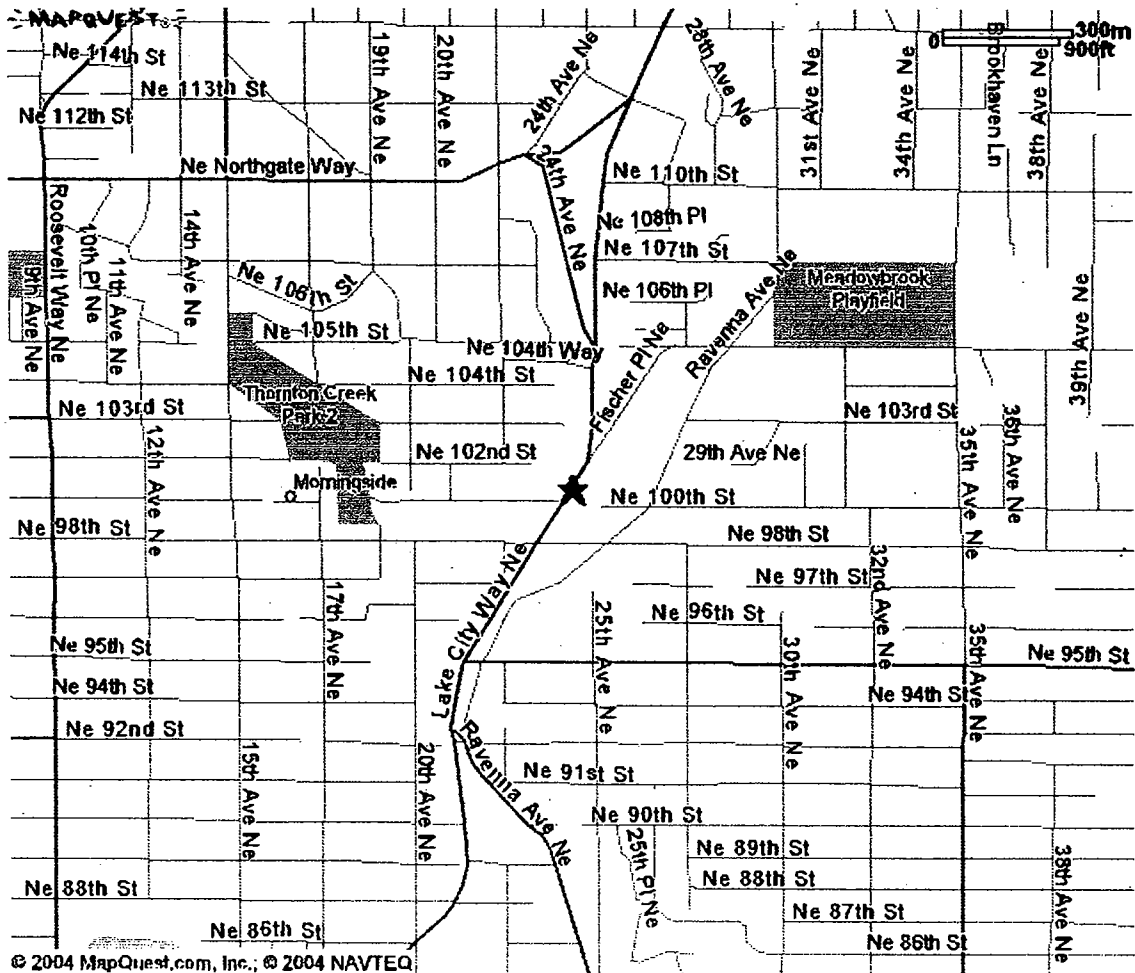 MAPQUEST
Ne 114th St
Ne 113th St
Ne 112th St
19th Ave Ne
20th Ave Ne
24th Ave Ne
28th Ave Ne
31st Ave Ne
34th Ave Ne
Brookhaven Ln
38th Ave Ne
0
300m
900ft
Ne Northgate Way
24th Ave Ne
Ne 110th St
Roosevelt Way Ne
10th Pl Ne
11th Ave Ne
14th Ave Ne
9th Ave Ne
Ne 108th Pl
Ne 107th St
Ne 106th St
Ne 106th Pl
Ravenna Ave Ne
Meadowbrook
Playfield
39th Ave Ne
Ne 105th St
Ne 104th Way
Ne 104th St
Fischer Pl Ne
Ne 103rd St
Thornton Creek
Park 2
Ne 103rd St
12th Ave Ne
Ne 102nd St
29th Ave Ne
35th Ave Ne
36th Ave Ne
Morningside
Ne 100th St
Ne 98th St
Ne 98th St
Lake City Way Ne
17th Ave Ne
Ne 97th St
32nd Ave Ne
25th Ave Ne
Ne 96th St
30th Ave Ne
35th Ave Ne
Ne 95th St
Ne 95th St
Ne 94th St
Ne 94th St
Ne 92nd St
15th Ave Ne
20th Ave Ne
Ravenna Ave Ne
Ne 91st St
Ne 90th St
25th Pl Ne
Ne 89th St
Ne 88th St
38th Ave Ne
Ne 88th St
Ne 87th St
Ne 86th St
Ne 86th St
© 2004 MapQuest.com, Inc.; © 2004 NAVTEQ